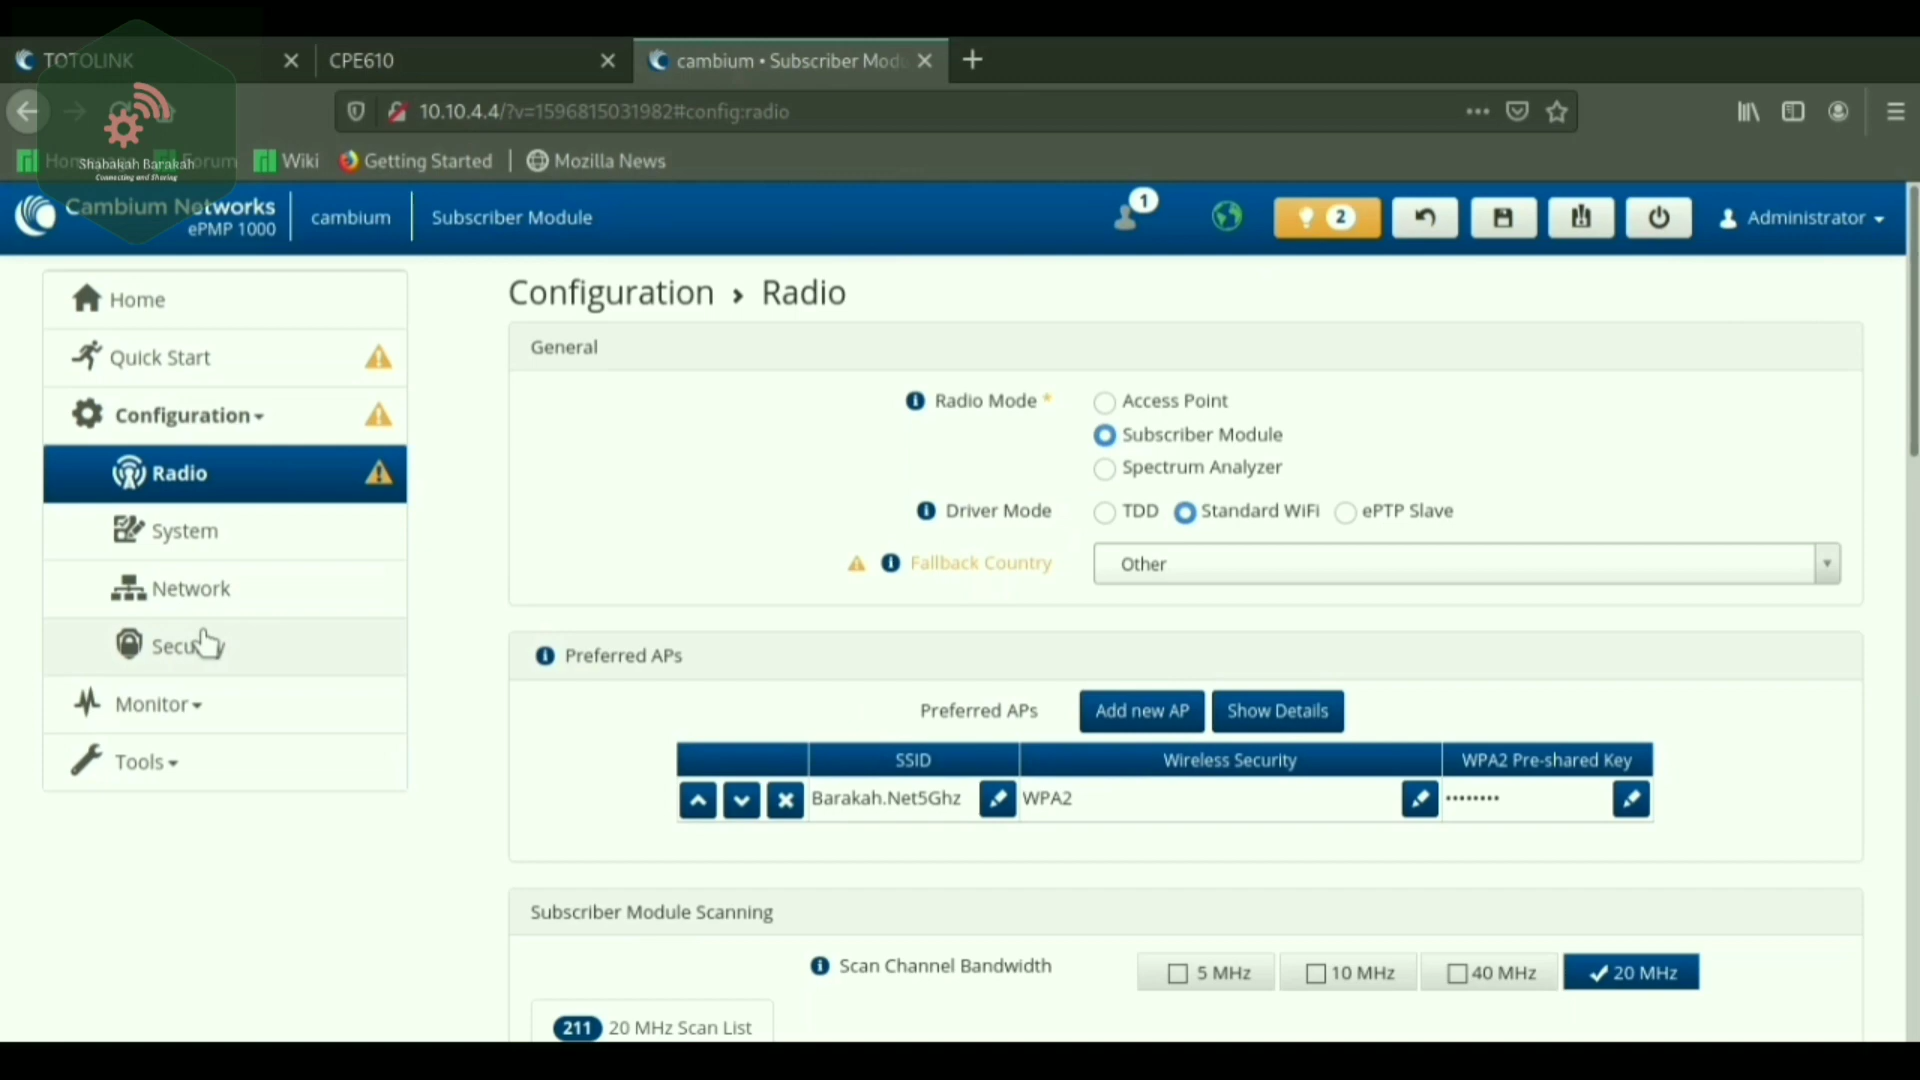 TOTOLINK
CPE610
cambium • Subscriber Modu
10.10.4.4/?v=1596815031982#config:radio
Forum
Wiki
Getting Started
Mozilla News
Shabakah Barakah
Connecting and Sharing
Cambium Networks
ePMP 1000
cambium
Subscriber Module
1
2
Administrator
Home
Quick Start
Configuration
Radio
System
Network
Monitor
Tools
Configuration › Radio
General
Radio Mode *
Access Point
Subscriber Module
Spectrum Analyzer
Driver Mode
TDD
Standard WiFi
ePTP Slave
Fallback Country
Other
Preferred APs
Preferred APs
Add new AP
Show Details
SSID
Wireless Security
WPA2 Pre-shared Key
Barakah.Net5Ghz
WPA2
••••••••
Subscriber Module Scanning
Scan Channel Bandwidth
5 MHz
10 MHz
40 MHz
20 MHz
211 20 MHz Scan List